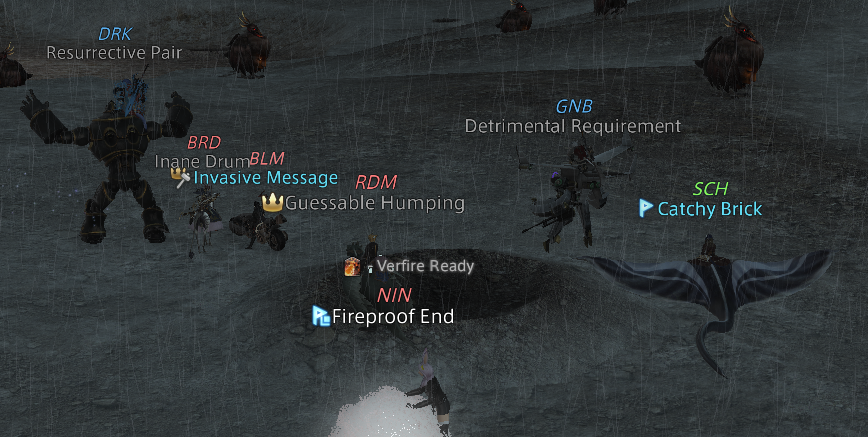 DRK
Resurrective Pair
GNB
Detrimental Requirement
BRD
Inane Drum
BLM
Invasive Message
RDM
Guessable Humping
SCH
Catchy Brick
Verfire Ready
NIN
Fireproof End